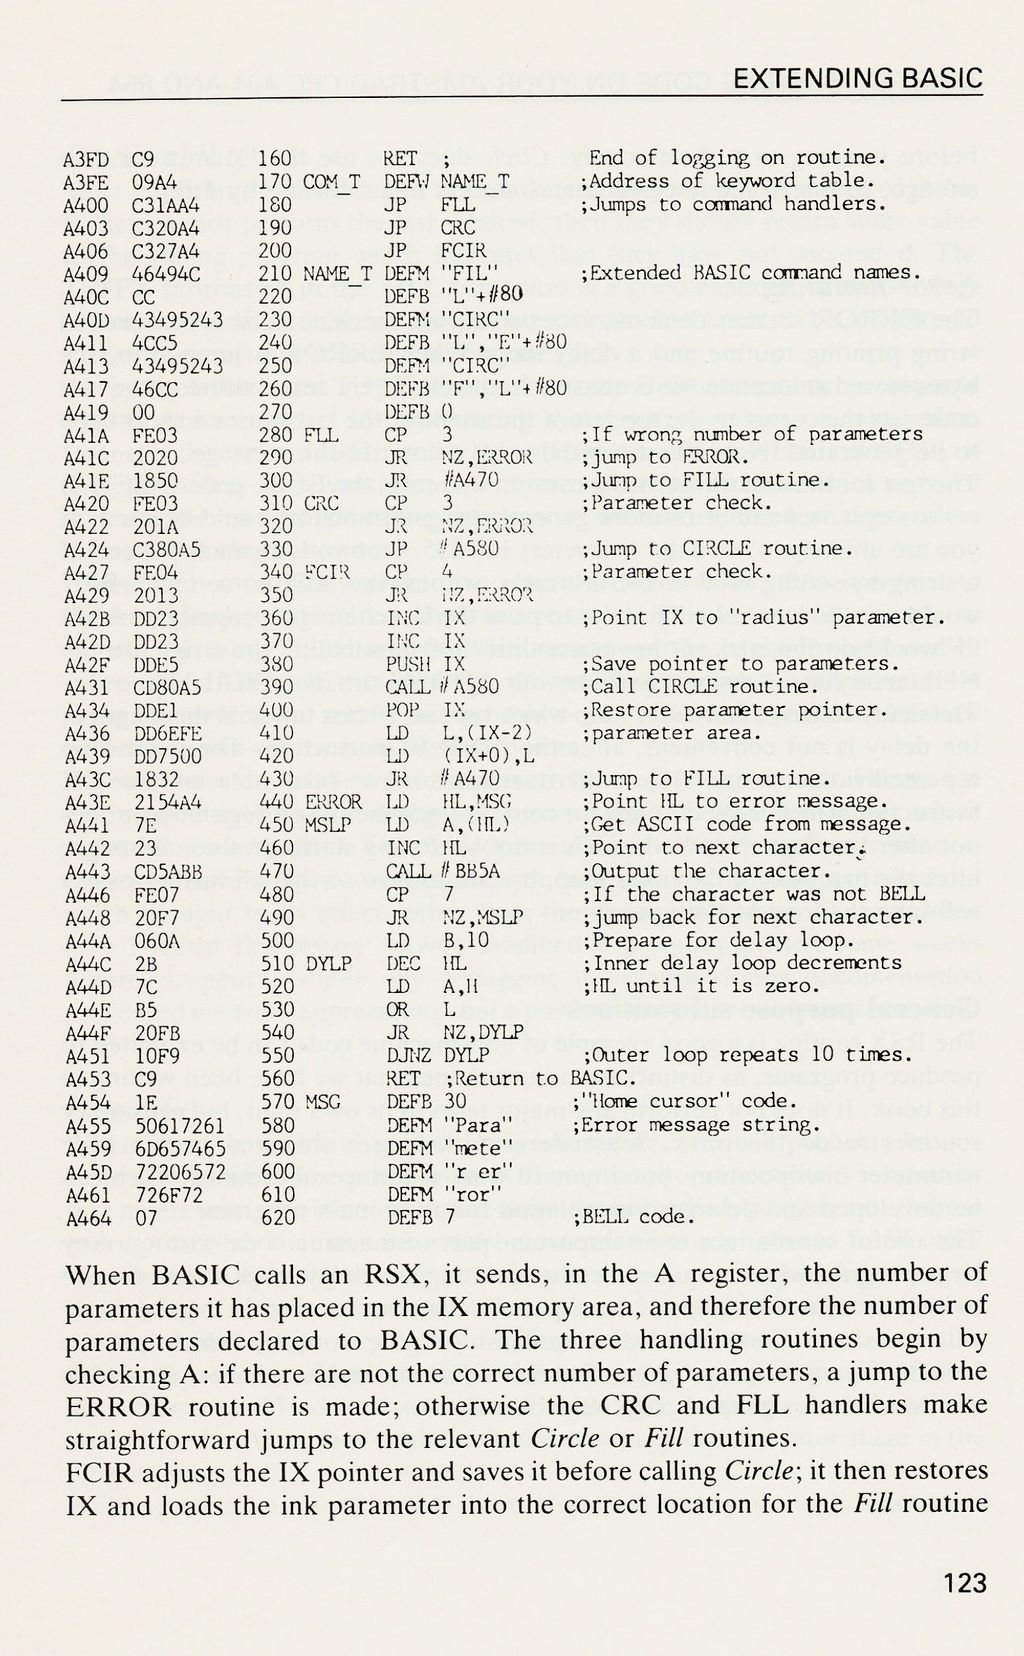 EXTENDING BASIC
A3FD C9 160 RET ; End of logging on routine.
A3FE 09A4 170 COM_T DEFW NAME_T ;Address of keyword table.
A400 C31AA4 180 JP FLL ;Jumps to command handlers.
A403 C320A4 190 JP CRC
A406 C327A4 200 JP FCIR
A409 46494C 210 NAME_T DEFM "FIL" ;Extended BASIC command names.
A40C CC 220 DEFB "L"+#80
A40D 43495243 230 DEFM "CIRC"
A411 4CC5 240 DEFB "L","E"+#80
A413 43495243 250 DEFM "CIRC"
A417 46CC 260 DEFB "F","L"+#80
A419 00 270 DEFB 0
A41A FE03 280 FLL CP 3 ;If wrong number of parameters
A41C 2020 290 JR NZ,ERROR ;jump to ERROR.
A41E 1850 300 JR #A470 ;Jump to FILL routine.
A420 FE03 310 CRC CP 3 ;Parameter check.
A422 201A 320 JR NZ,ERROR
A424 C380A5 330 JP #A580 ;Jump to CIRCLE routine.
A427 FE04 340 FCIR CP 4 ;Parameter check.
A429 2013 350 JR NZ,ERROR
A42B DD23 360 INC IX ;Point IX to "radius" parameter.
A42D DD23 370 INC IX
A42F DDE5 380 PUSH IX ;Save pointer to parameters.
A431 CD80A5 390 CALL #A580 ;Call CIRCLE routine.
A434 DDE1 400 POP IX ;Restore parameter pointer.
A436 DD6EFE 410 LD L,(IX-2) ;parameter area.
A439 DD7500 420 LD (IX+0),L
A43C 1832 430 JR #A470 ;Jump to FILL routine.
A43E 2154A4 440 ERROR LD HL,MSG ;Point HL to error message.
A441 7E 450 MSLP LD A,(HL) ;Get ASCII code from message.
A442 23 460 INC HL ;Point to next character.
A443 CD5ABB 470 CALL #BB5A ;Output the character.
A446 FE07 480 CP 7 ;If the character was not BELL
A448 20F7 490 JR NZ,MSLP ;jump back for next character.
A44A 060A 500 LD B,10 ;Prepare for delay loop.
A44C 2B 510 DYLP DEC HL ;Inner delay loop decrements
A44D 7C 520 LD A,H ;HL until it is zero.
A44E B5 530 OR L
A44F 20FB 540 JR NZ,DYLP
A451 10F9 550 DJNZ DYLP ;Outer loop repeats 10 times.
A453 C9 560 RET ;Return to BASIC.
A454 1E 570 MSG DEFB 30 ;"Home cursor" code.
A455 50617261 580 DEFM "Para" ;Error message string.
A459 6D657465 590 DEFM "mete"
A45D 72206572 600 DEFM "r er"
A461 726F72 610 DEFM "ror"
A464 07 620 DEFB 7 ;BELL code.
When BASIC calls an RSX, it sends, in the A register, the number of
parameters it has placed in the IX memory area, and therefore the number of
parameters declared to BASIC. The three handling routines begin by
checking A: if there are not the correct number of parameters, a jump to the
ERROR routine is made; otherwise the CRC and FLL handlers make
straightforward jumps to the relevant Circle or Fill routines.
FCIR adjusts the IX pointer and saves it before calling Circle; it then restores
IX and loads the ink parameter into the correct location for the Fill routine
123